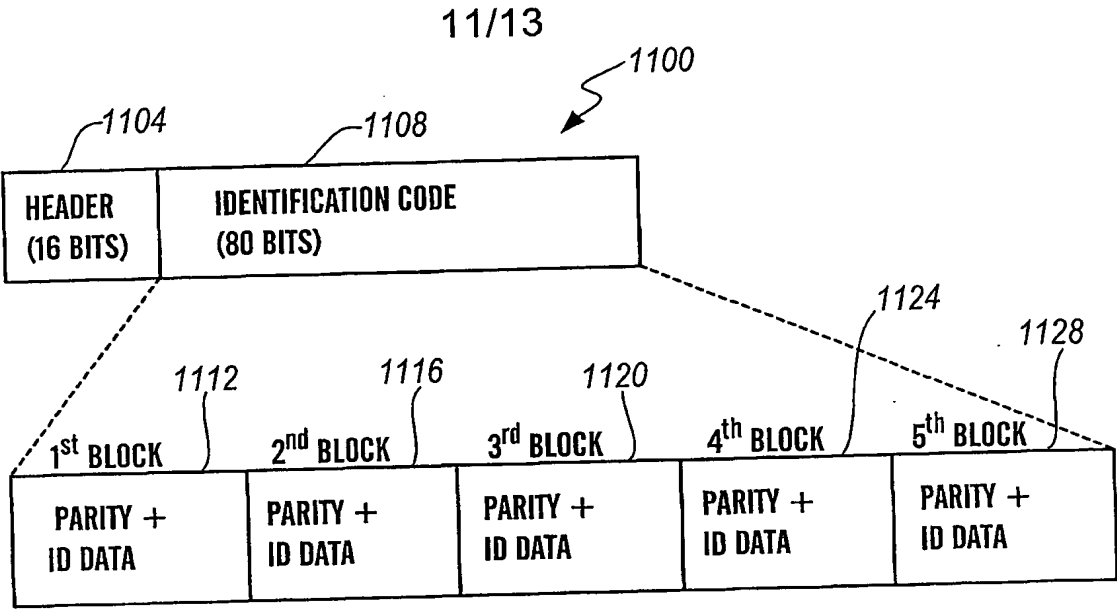 11/13
1100
1104
1108
HEADER
(16 BITS)
IDENTIFICATION CODE
(80 BITS)
1124
1128
1112
1116
1120
1st BLOCK
2nd BLOCK
3rd BLOCK
4th BLOCK
5th BLOCK
PARITY +
ID DATA
PARITY +
ID DATA
PARITY +
ID DATA
PARITY +
ID DATA
PARITY +
ID DATA